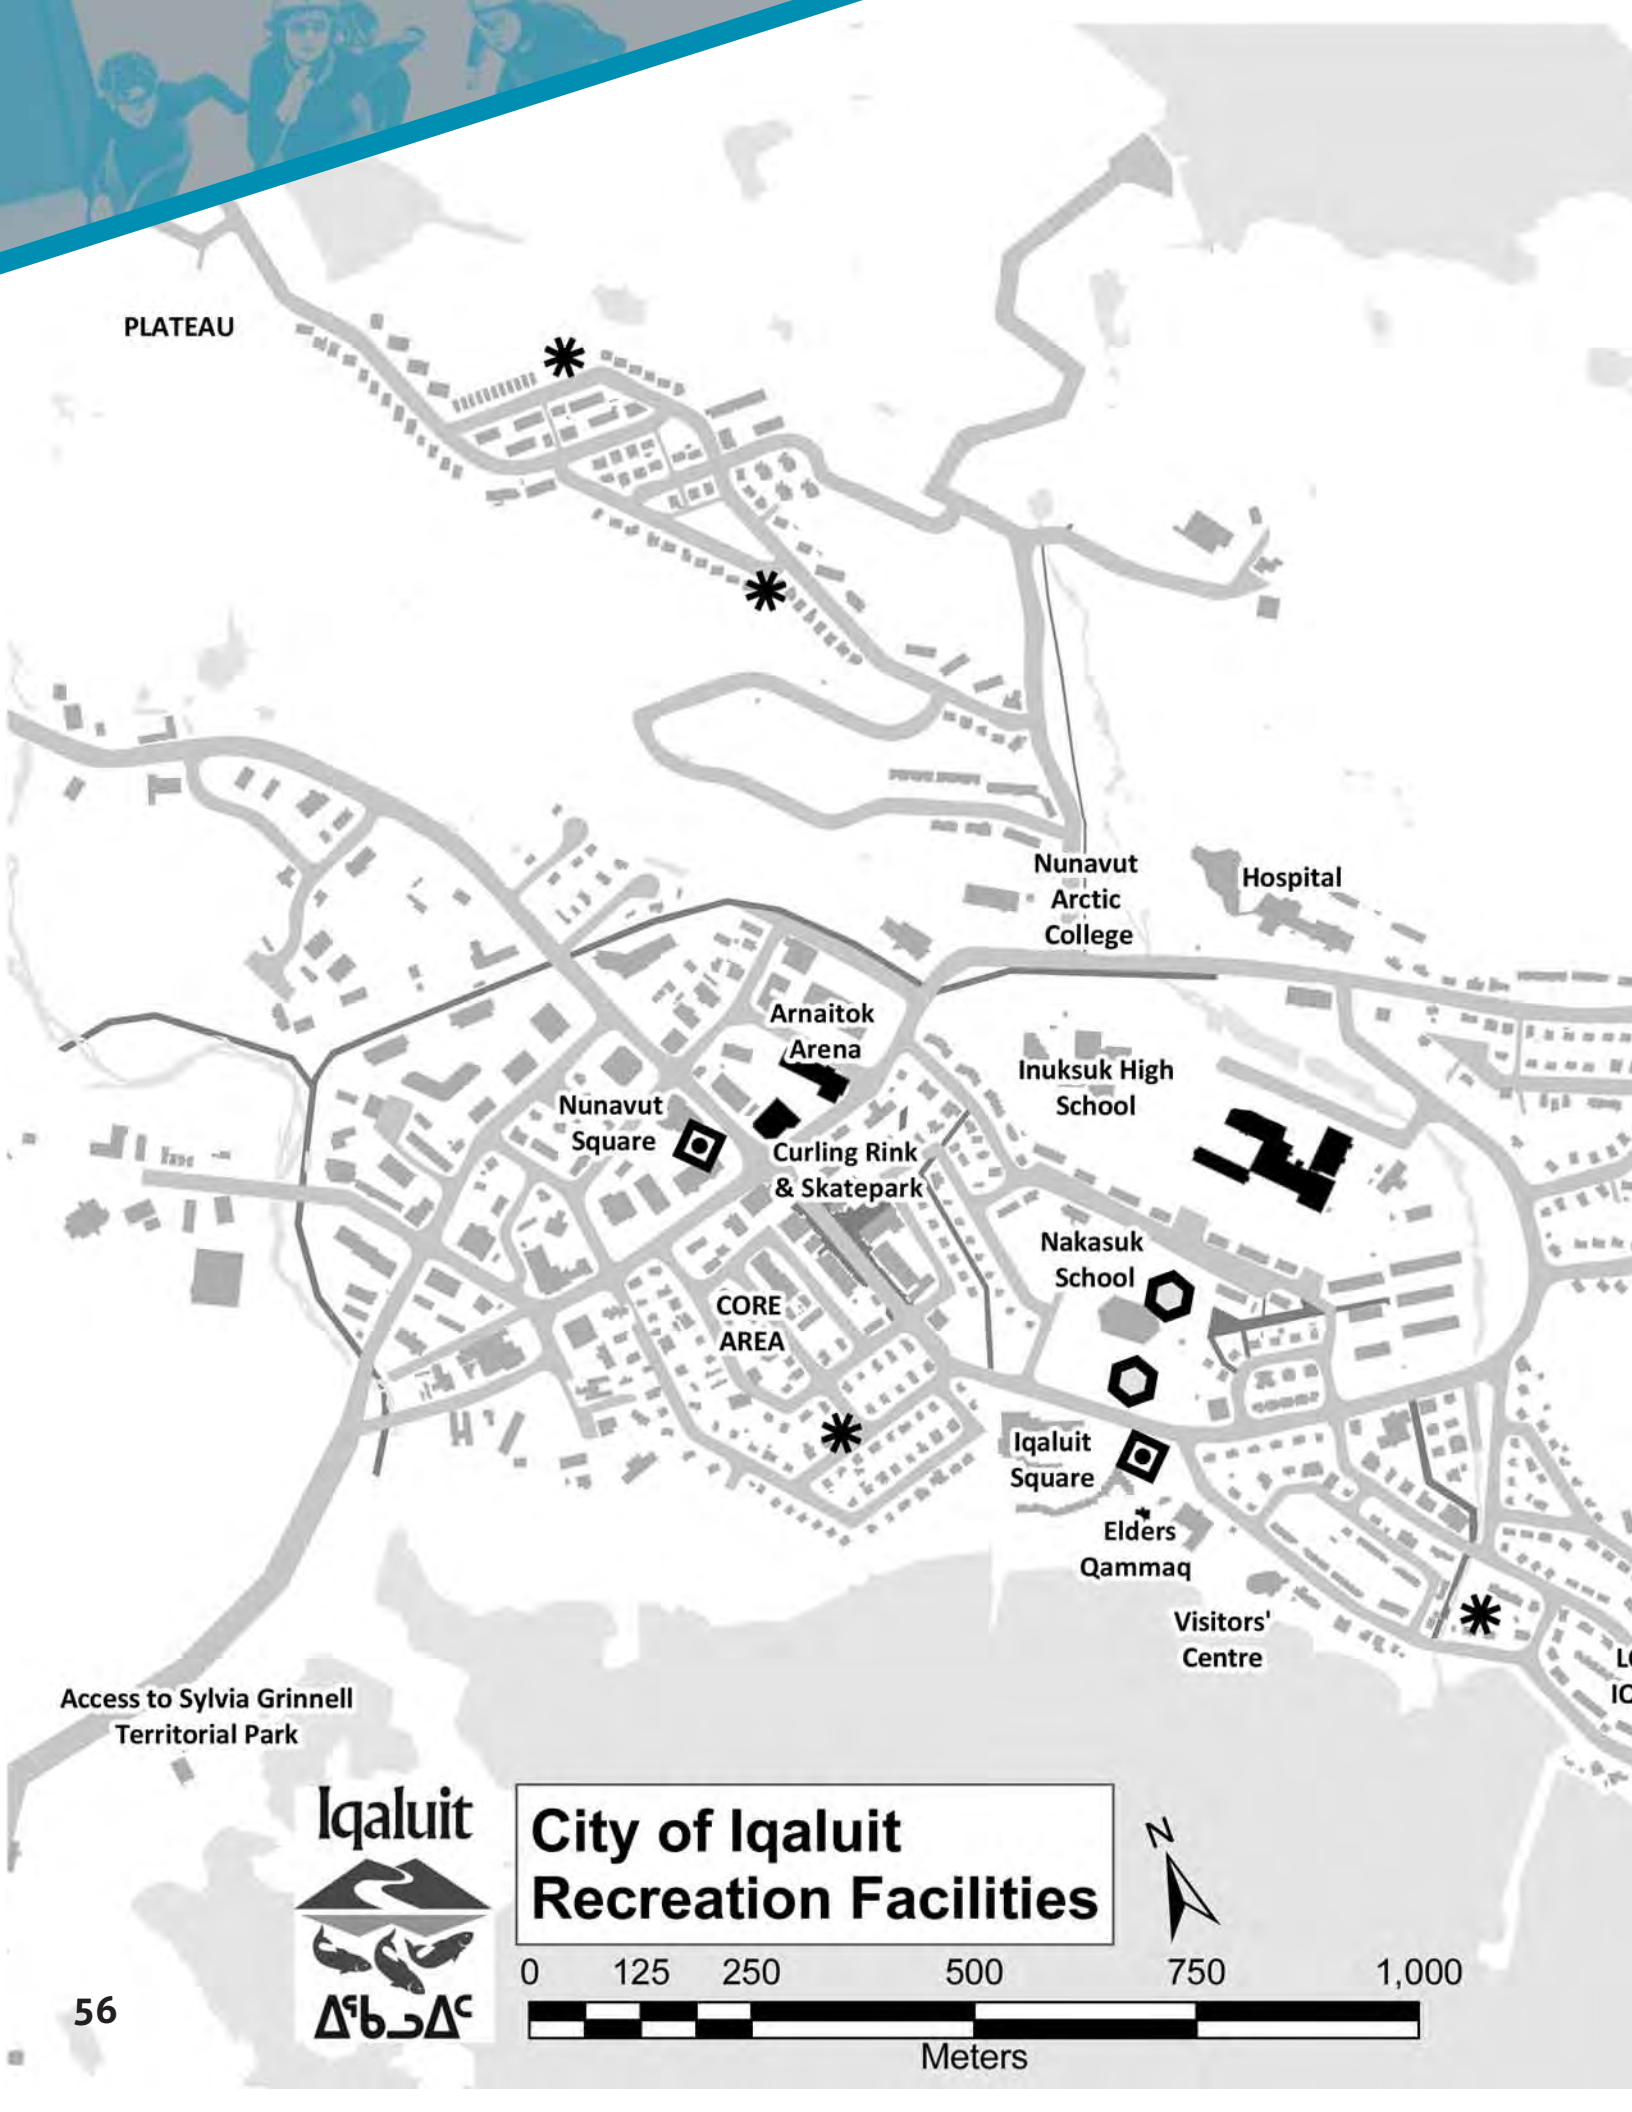 PLATEAU
Nunavut
Arctic
College
Hospital
Arnaitok
Arena
Inuksuk High
School
Nunavut
Square
Curling Rink
& Skatepark
Nakasuk
School
CORE
AREA
Iqaluit
Square
Elders
Qammaq
Visitors'
Centre
Access to Sylvia Grinnell
Territorial Park
Iqaluit
ᐃᖃᓗᐃᑦ
City of Iqaluit
Recreation Facilities
N
0 125 250 500 750 1,000
Meters
56